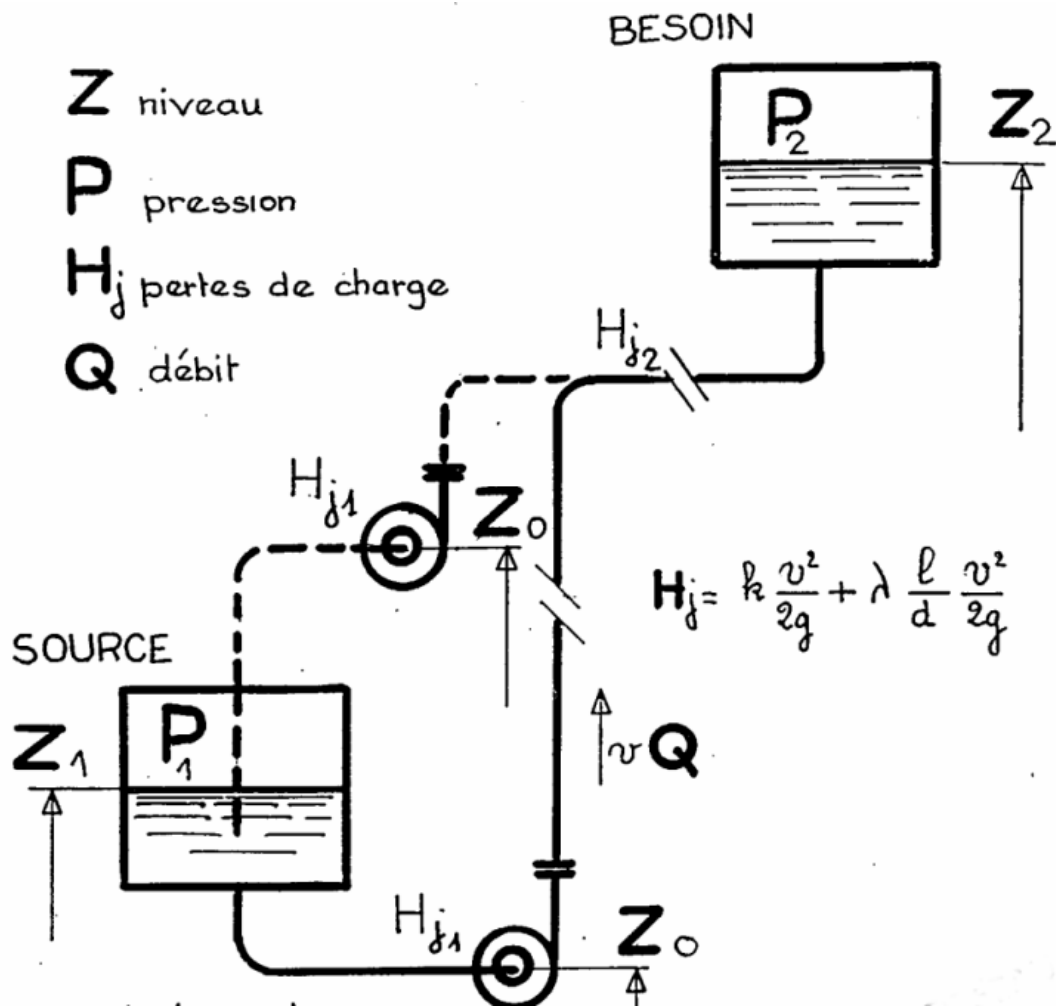 BESOIN
Z niveau
P pression
Hj pertes de charge
Q débit
P2
Z2
Hj2
Hj1
Z0
Hj = k v²/2g + λ l/d v²/2g
SOURCE
Z1
P1
v Q
Hj1
Z0